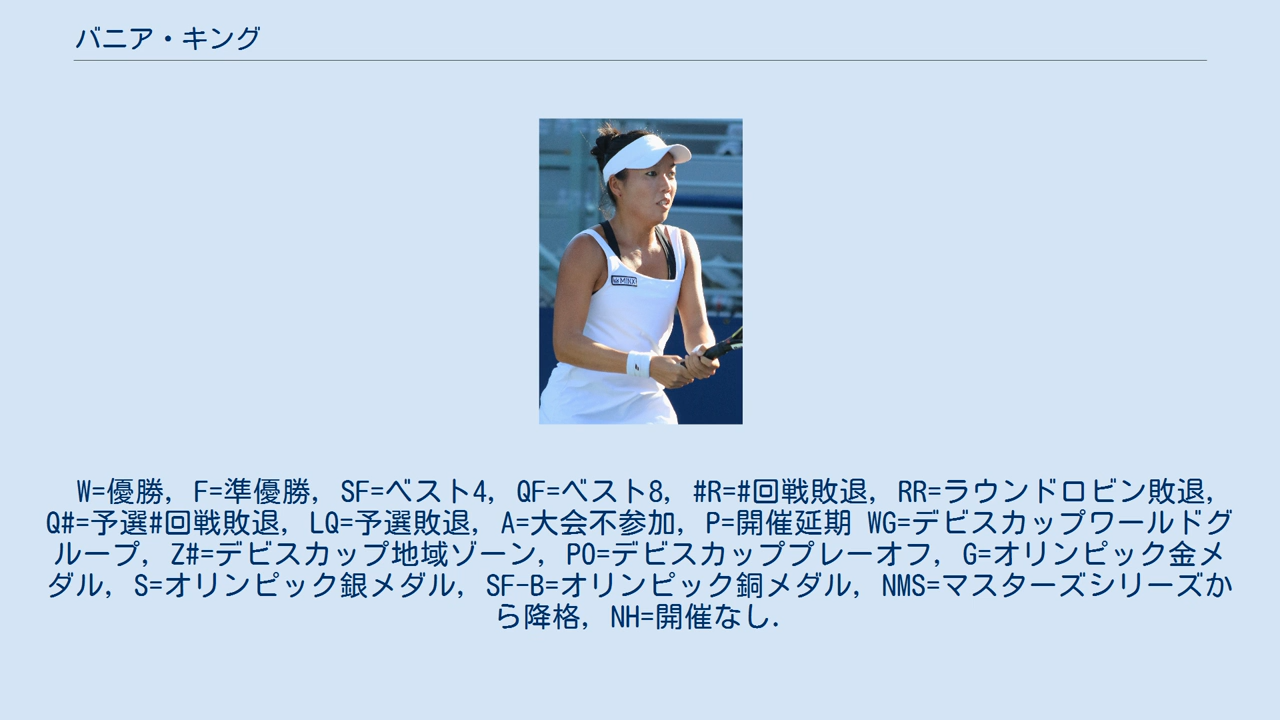 バニア・キング
W=優勝, F=準優勝, SF=ベスト4, QF=ベスト8, #R=#回戦敗退, RR=ラウンドロビン敗退,
Q#=予選#回戦敗退, LQ=予選敗退, A=大会不参加, P=開催延期 WG=デビスカップワールドグ
ループ, Z#=デビスカップ地域ゾーン, PO=デビスカッププレーオフ, G=オリンピック金メ
ダル, S=オリンピック銀メダル, SF-B=オリンピック銅メダル, NMS=マスターズシリーズか
ら降格, NH=開催なし.